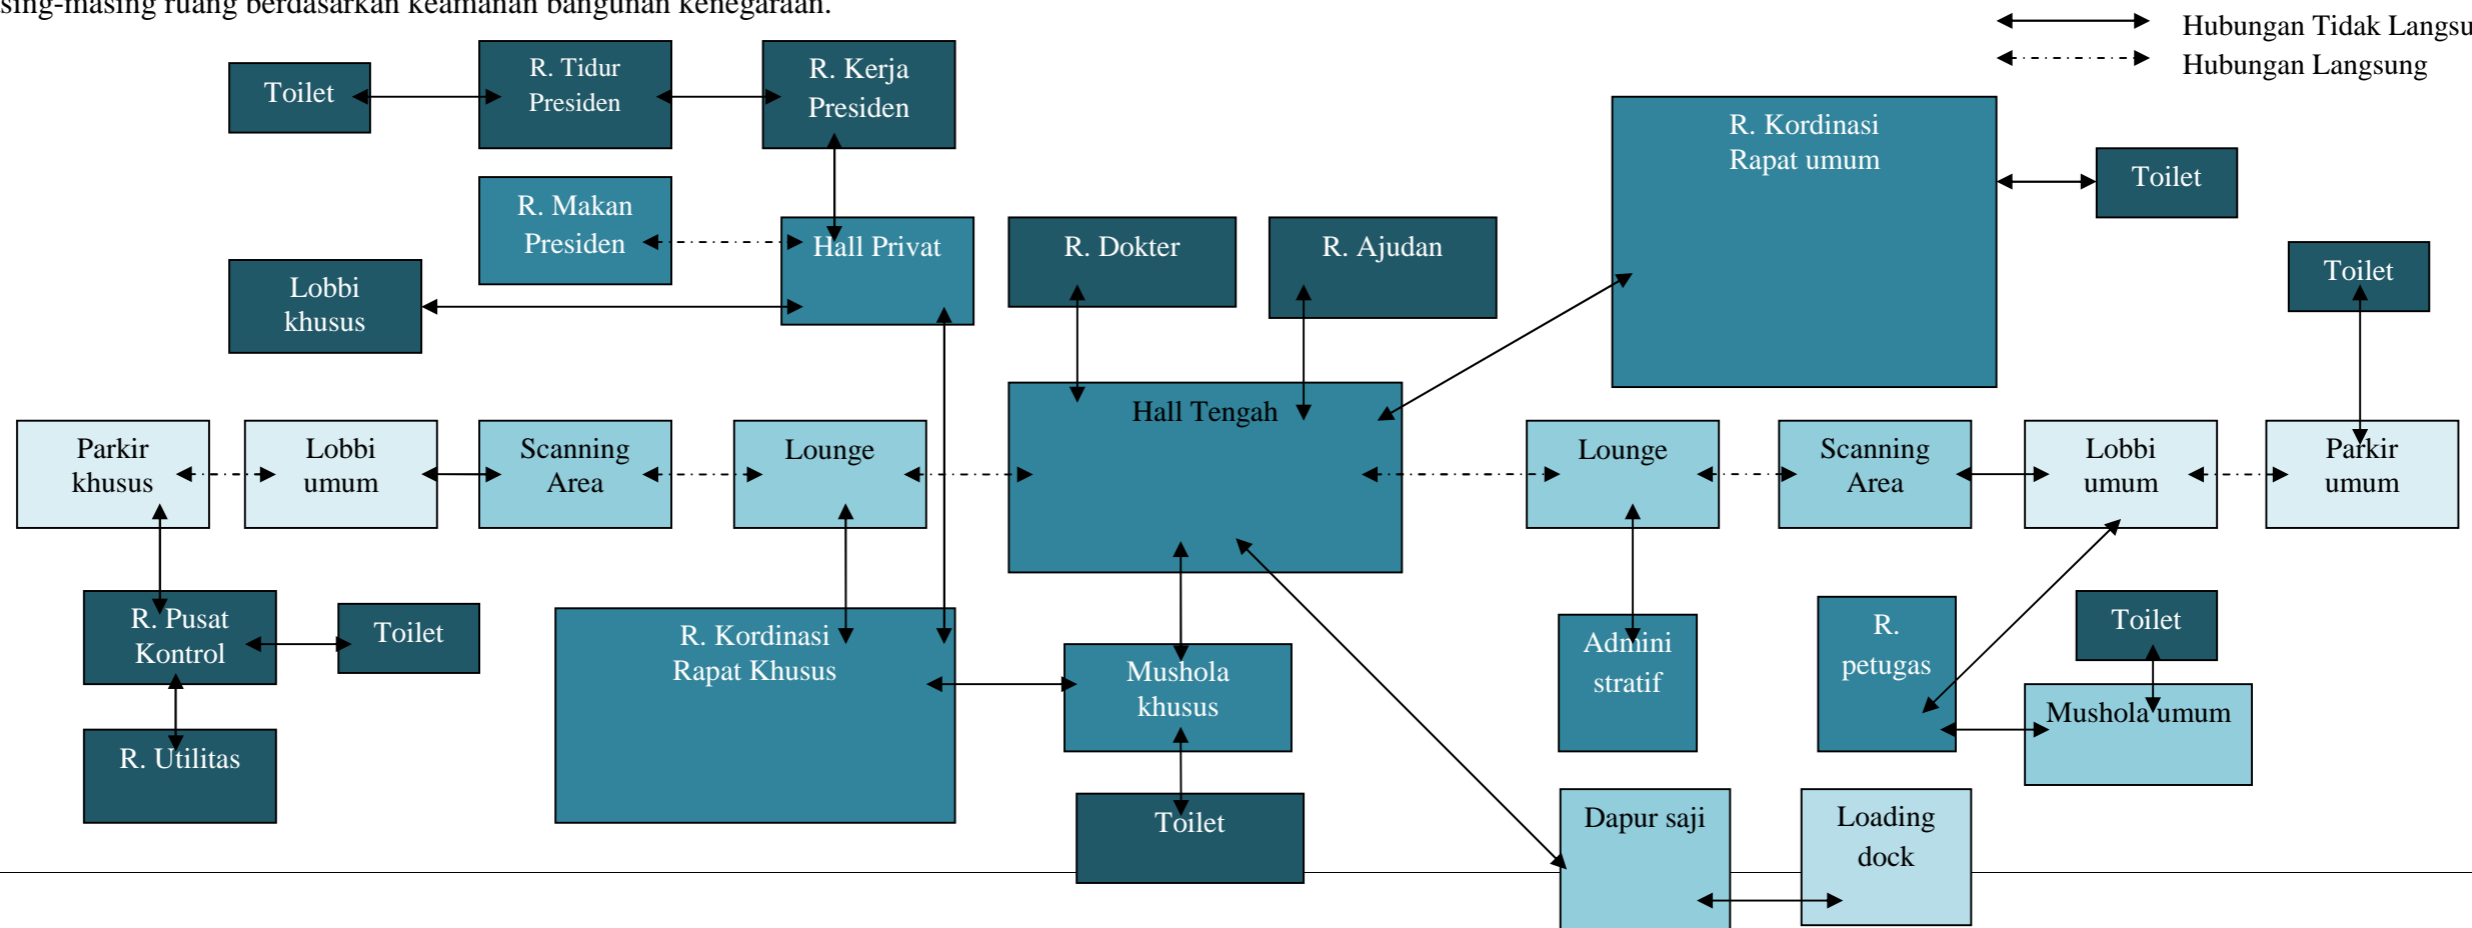 sing-masing ruang berdasarkan keamanan bangunan kenegaraan.
Hubungan Tidak Langsu
Hubungan Langsung
Toilet
R. Tidur
Presiden
R. Kerja
Presiden
R. Kordinasi
Rapat umum
Toilet
R. Makan
Presiden
Hall Privat
R. Dokter
R. Ajudan
Toilet
Lobbi
khusus
Hall Tengah
Parkir
khusus
Lobbi
umum
Scanning
Area
Lounge
Lounge
Scanning
Area
Lobbi
umum
Parkir
umum
R. Pusat
Kontrol
Toilet
R. Kordinasi
Rapat Khusus
Mushola
khusus
Admini
stratif
R.
petugas
Toilet
Mushola umum
R. Utilitas
Toilet
Dapur saji
Loading
dock